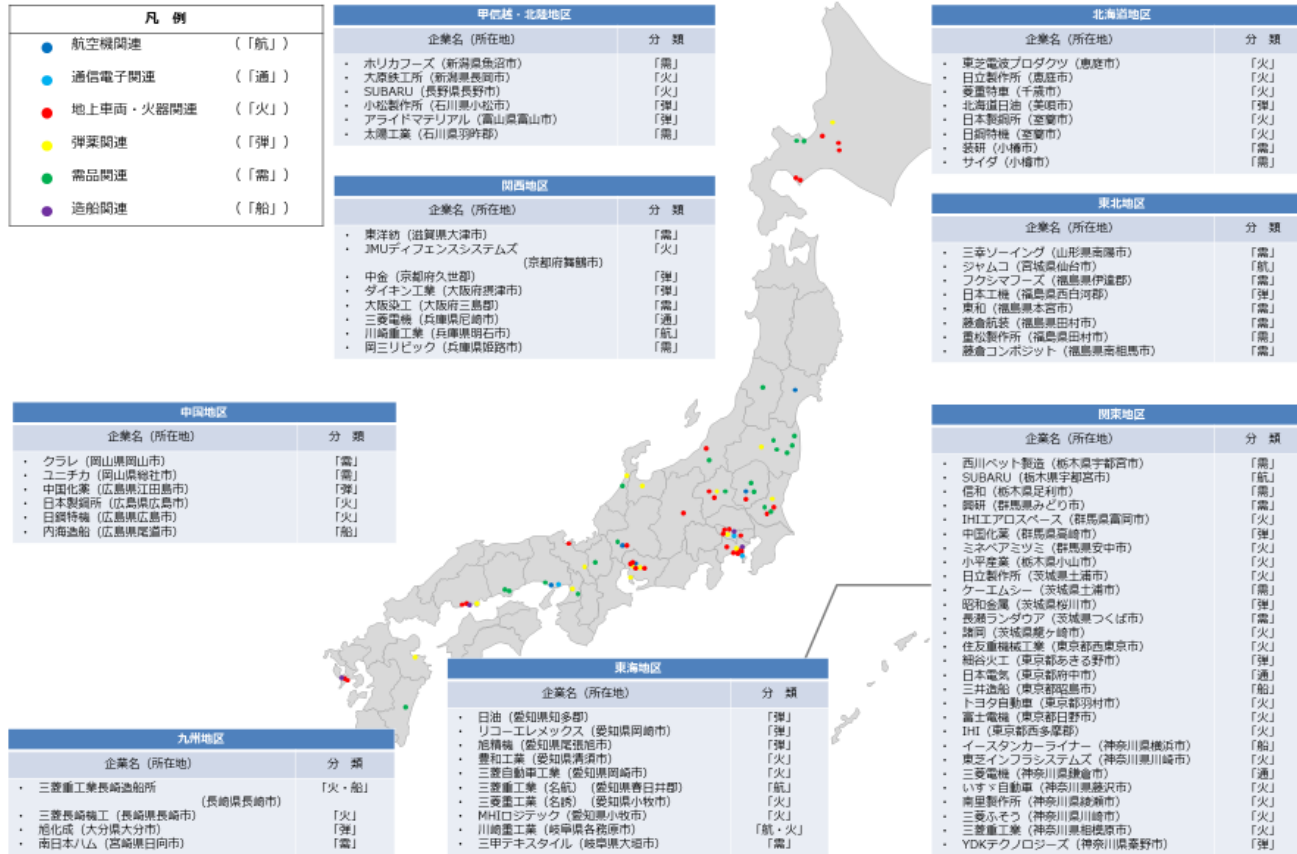 凡 例
航空機関連 （「航」）
通信電子関連 （「通」）
地上車両・火器関連 （「火」）
弾薬関連 （「弾」）
需品関連 （「需」）
造船関連 （「船」）
甲信越・北陸地区
企業名（所在地） 分 類
・ ホリカフーズ（新潟県魚沼市） 「需」
・ 大原鉄工所（新潟県長岡市） 「火」
・ SUBARU（長野県長野市） 「火」
・ 小松製作所（石川県小松市） 「弾」
・ アライドマテリアル（富山県富山市） 「弾」
・ 太陽工業（石川県羽咋郡） 「需」
関西地区
企業名（所在地） 分 類
・ 東洋紡（滋賀県大津市） 「需」
・ JMUディフェンスシステムズ 「火」
（京都府舞鶴市）
・ 中金（京都府久世郡） 「弾」
・ ダイキン工業（大阪府摂津市） 「弾」
・ 大阪染工（大阪府三島郡） 「需」
・ 三菱電機（兵庫県尼崎市） 「通」
・ 川崎重工業（兵庫県明石市） 「航」
・ 岡三リビック（兵庫県姫路市） 「需」
中国地区
企業名（所在地） 分 類
・ クラレ（岡山県岡山市） 「需」
・ ユニチカ（岡山県総社市） 「需」
・ 中国化薬（広島県江田島市） 「弾」
・ 日本製鋼所（広島県広島市） 「火」
・ 日鋼特機（広島県広島市） 「火」
・ 内海造船（広島県尾道市） 「船」
九州地区
企業名（所在地） 分 類
・ 三菱重工業長崎造船所 「火・船」
（長崎県長崎市）
・ 三菱長崎機工（長崎県長崎市） 「火」
・ 旭化成（大分県大分市） 「弾」
・ 南日本ハム（宮崎県日向市） 「需」
東海地区
企業名（所在地） 分 類
・ 日油（愛知県知多郡） 「弾」
・ リコーエレメックス（愛知県岡崎市） 「弾」
・ 旭精機（愛知県尾張旭市） 「弾」
・ 豊和工業（愛知県清須市） 「火」
・ 三菱自動車工業（愛知県岡崎市） 「火」
・ 三菱重工業（名航）（愛知県春日井郡） 「航」
・ 三菱重工業（名誘）（愛知県小牧市） 「火」
・ MHIロジテック（愛知県小牧市） 「火」
・ 川崎重工業（岐阜県各務原市） 「航・火」
・ 三甲テキスタイル（岐阜県大垣市） 「需」
北海道地区
企業名（所在地） 分 類
・ 東芝電波プロダクツ（恵庭市） 「火」
・ 日立製作所（恵庭市） 「火」
・ 菱重特車（千歳市） 「火」
・ 北海道日油（美唄市） 「弾」
・ 日本製鋼所（室蘭市） 「火」
・ 日鋼特機（室蘭市） 「火」
・ 装研（小樽市） 「需」
・ サイダ（小樽市） 「需」
東北地区
企業名（所在地） 分 類
・ 三幸ソーイング（山形県南陽市） 「需」
・ ジャムコ（宮城県仙台市） 「航」
・ フクシマフーズ（福島県伊達郡） 「需」
・ 日本工機（福島県西白河郡） 「弾」
・ 東和（福島県本宮市） 「需」
・ 藤倉航装（福島県田村市） 「需」
・ 重松製作所（福島県田村市） 「需」
・ 藤倉コンポジット（福島県南相馬市） 「需」
関東地区
企業名（所在地） 分 類
・ 西川ベット製造（栃木県宇都宮市） 「需」
・ SUBARU（栃木県宇都宮市） 「航」
・ 信和（栃木県足利市） 「需」
・ 興研（群馬県みどり市） 「需」
・ IHIエアロスペース（群馬県富岡市） 「火」
・ 中国化薬（群馬県高崎市） 「弾」
・ ミネベアミツミ（群馬県安中市） 「火」
・ 小平産業（栃木県小山市） 「火」
・ 日立製作所（茨城県土浦市） 「火」
・ ケーエムシー（茨城県土浦市） 「需」
・ 昭和金属（茨城県桜川市） 「弾」
・ 長瀬ランダウア（茨城県つくば市） 「需」
・ 諸岡（茨城県龍ヶ崎市） 「火」
・ 住友重機械工業（東京都西東京市） 「火」
・ 細谷火工（東京都あきる野市） 「弾」
・ 日本電気（東京都府中市） 「通」
・ 三井造船（東京都昭島市） 「船」
・ トヨタ自動車（東京都羽村市） 「火」
・ 富士電機（東京都日野市） 「火」
・ IHI（東京都西多摩郡） 「火」
・ イースタンカーライナー（神奈川県横浜市） 「船」
・ 東芝インフラシステムズ（神奈川県川崎市） 「火」
・ 三菱電機（神奈川県鎌倉市） 「通」
・ いすゞ自動車（神奈川県藤沢市） 「火」
・ 南里製作所（神奈川県綾瀬市） 「火」
・ 三菱ふそう（神奈川県川崎市） 「火」
・ 三菱重工業（神奈川県相模原市） 「火」
・ YDKテクノロジーズ（神奈川県秦野市） 「弾」